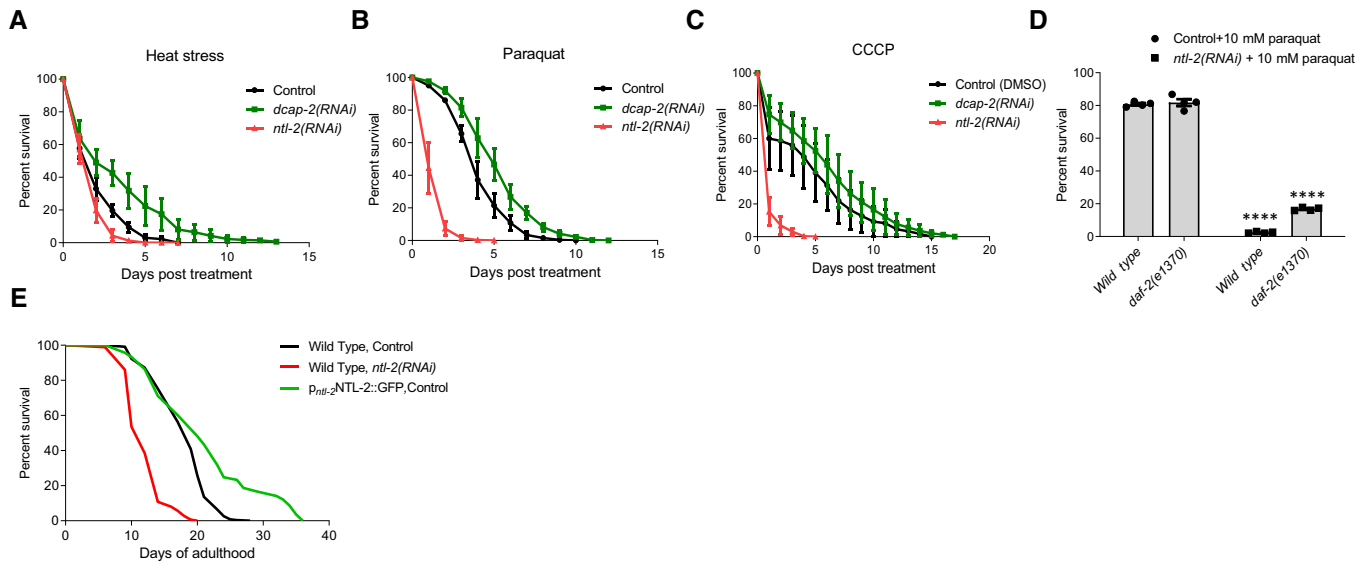 A
Heat stress
Percent survival
100
80
60
40
20
0
0 5 10 15
Days post treatment
Control
dcap-2(RNAi)
ntl-2(RNAi)
B
Paraquat
Percent survival
100
80
60
40
20
0
0 5 10 15
Days post treatment
Control
dcap-2(RNAi)
ntl-2(RNAi)
C
CCCP
Percent survival
100
80
60
40
20
0
0 5 10 15 20
Days post treatment
Control (DMSO)
dcap-2(RNAi)
ntl-2(RNAi)
D
Control+10 mM paraquat
ntl-2(RNAi) + 10 mM paraquat
Percent survival
100
80
60
40
20
0
****
****
Wild type
daf-2(e1370)
Wild type
daf-2(e1370)
E
Percent survival
100
80
60
40
20
0
0 10 20 30 40
Days of adulthood
Wild Type, Control
Wild Type, ntl-2(RNAi)
pntl-2NTL-2::GFP,Control